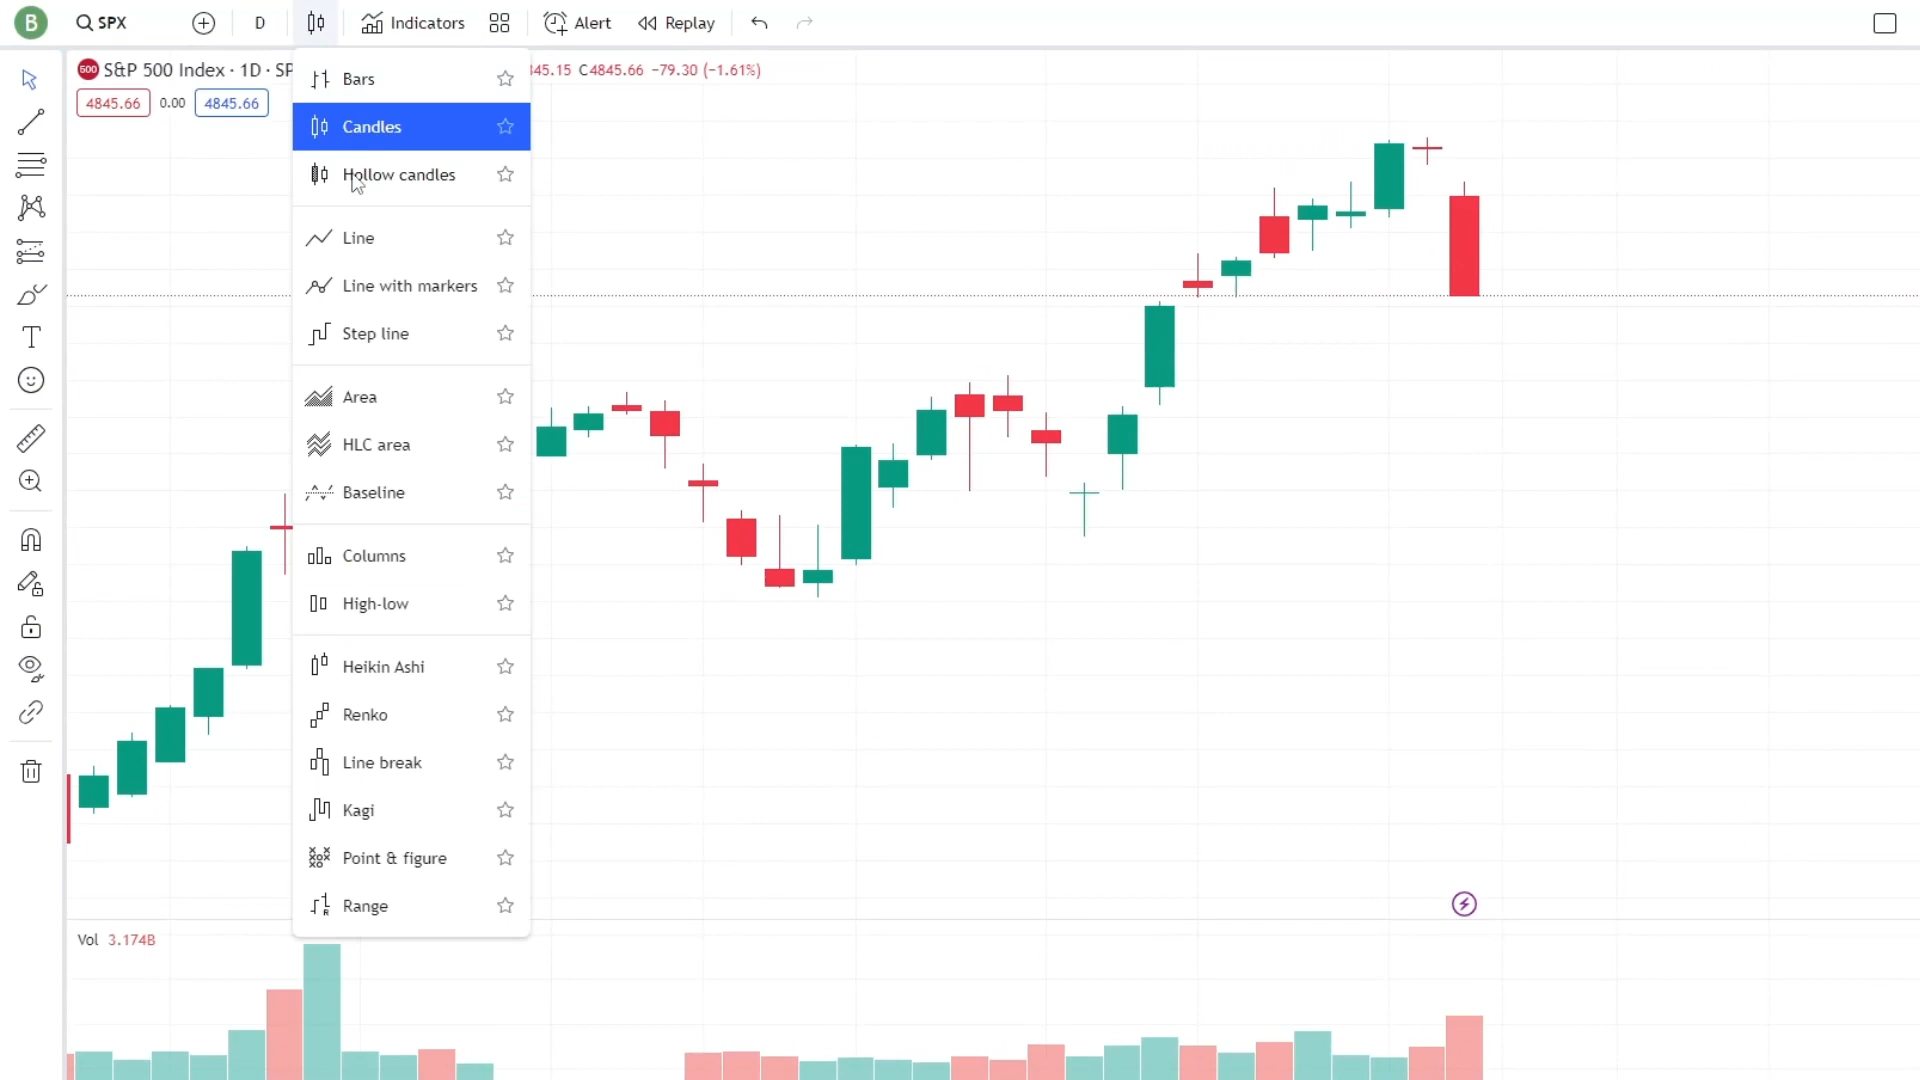 B
SPX
D
Indicators
Alert
Replay
500
S&P 500 Index · 1D · SP
345.15 C4845.66 −79.30 (−1.61%)
4845.66
0.00
4845.66
Bars
Candles
Hollow candles
Line
Line with markers
Step line
Area
HLC area
Baseline
Columns
High-low
Heikin Ashi
Renko
Line break
Kagi
Point & figure
Range
Vol 3.174B